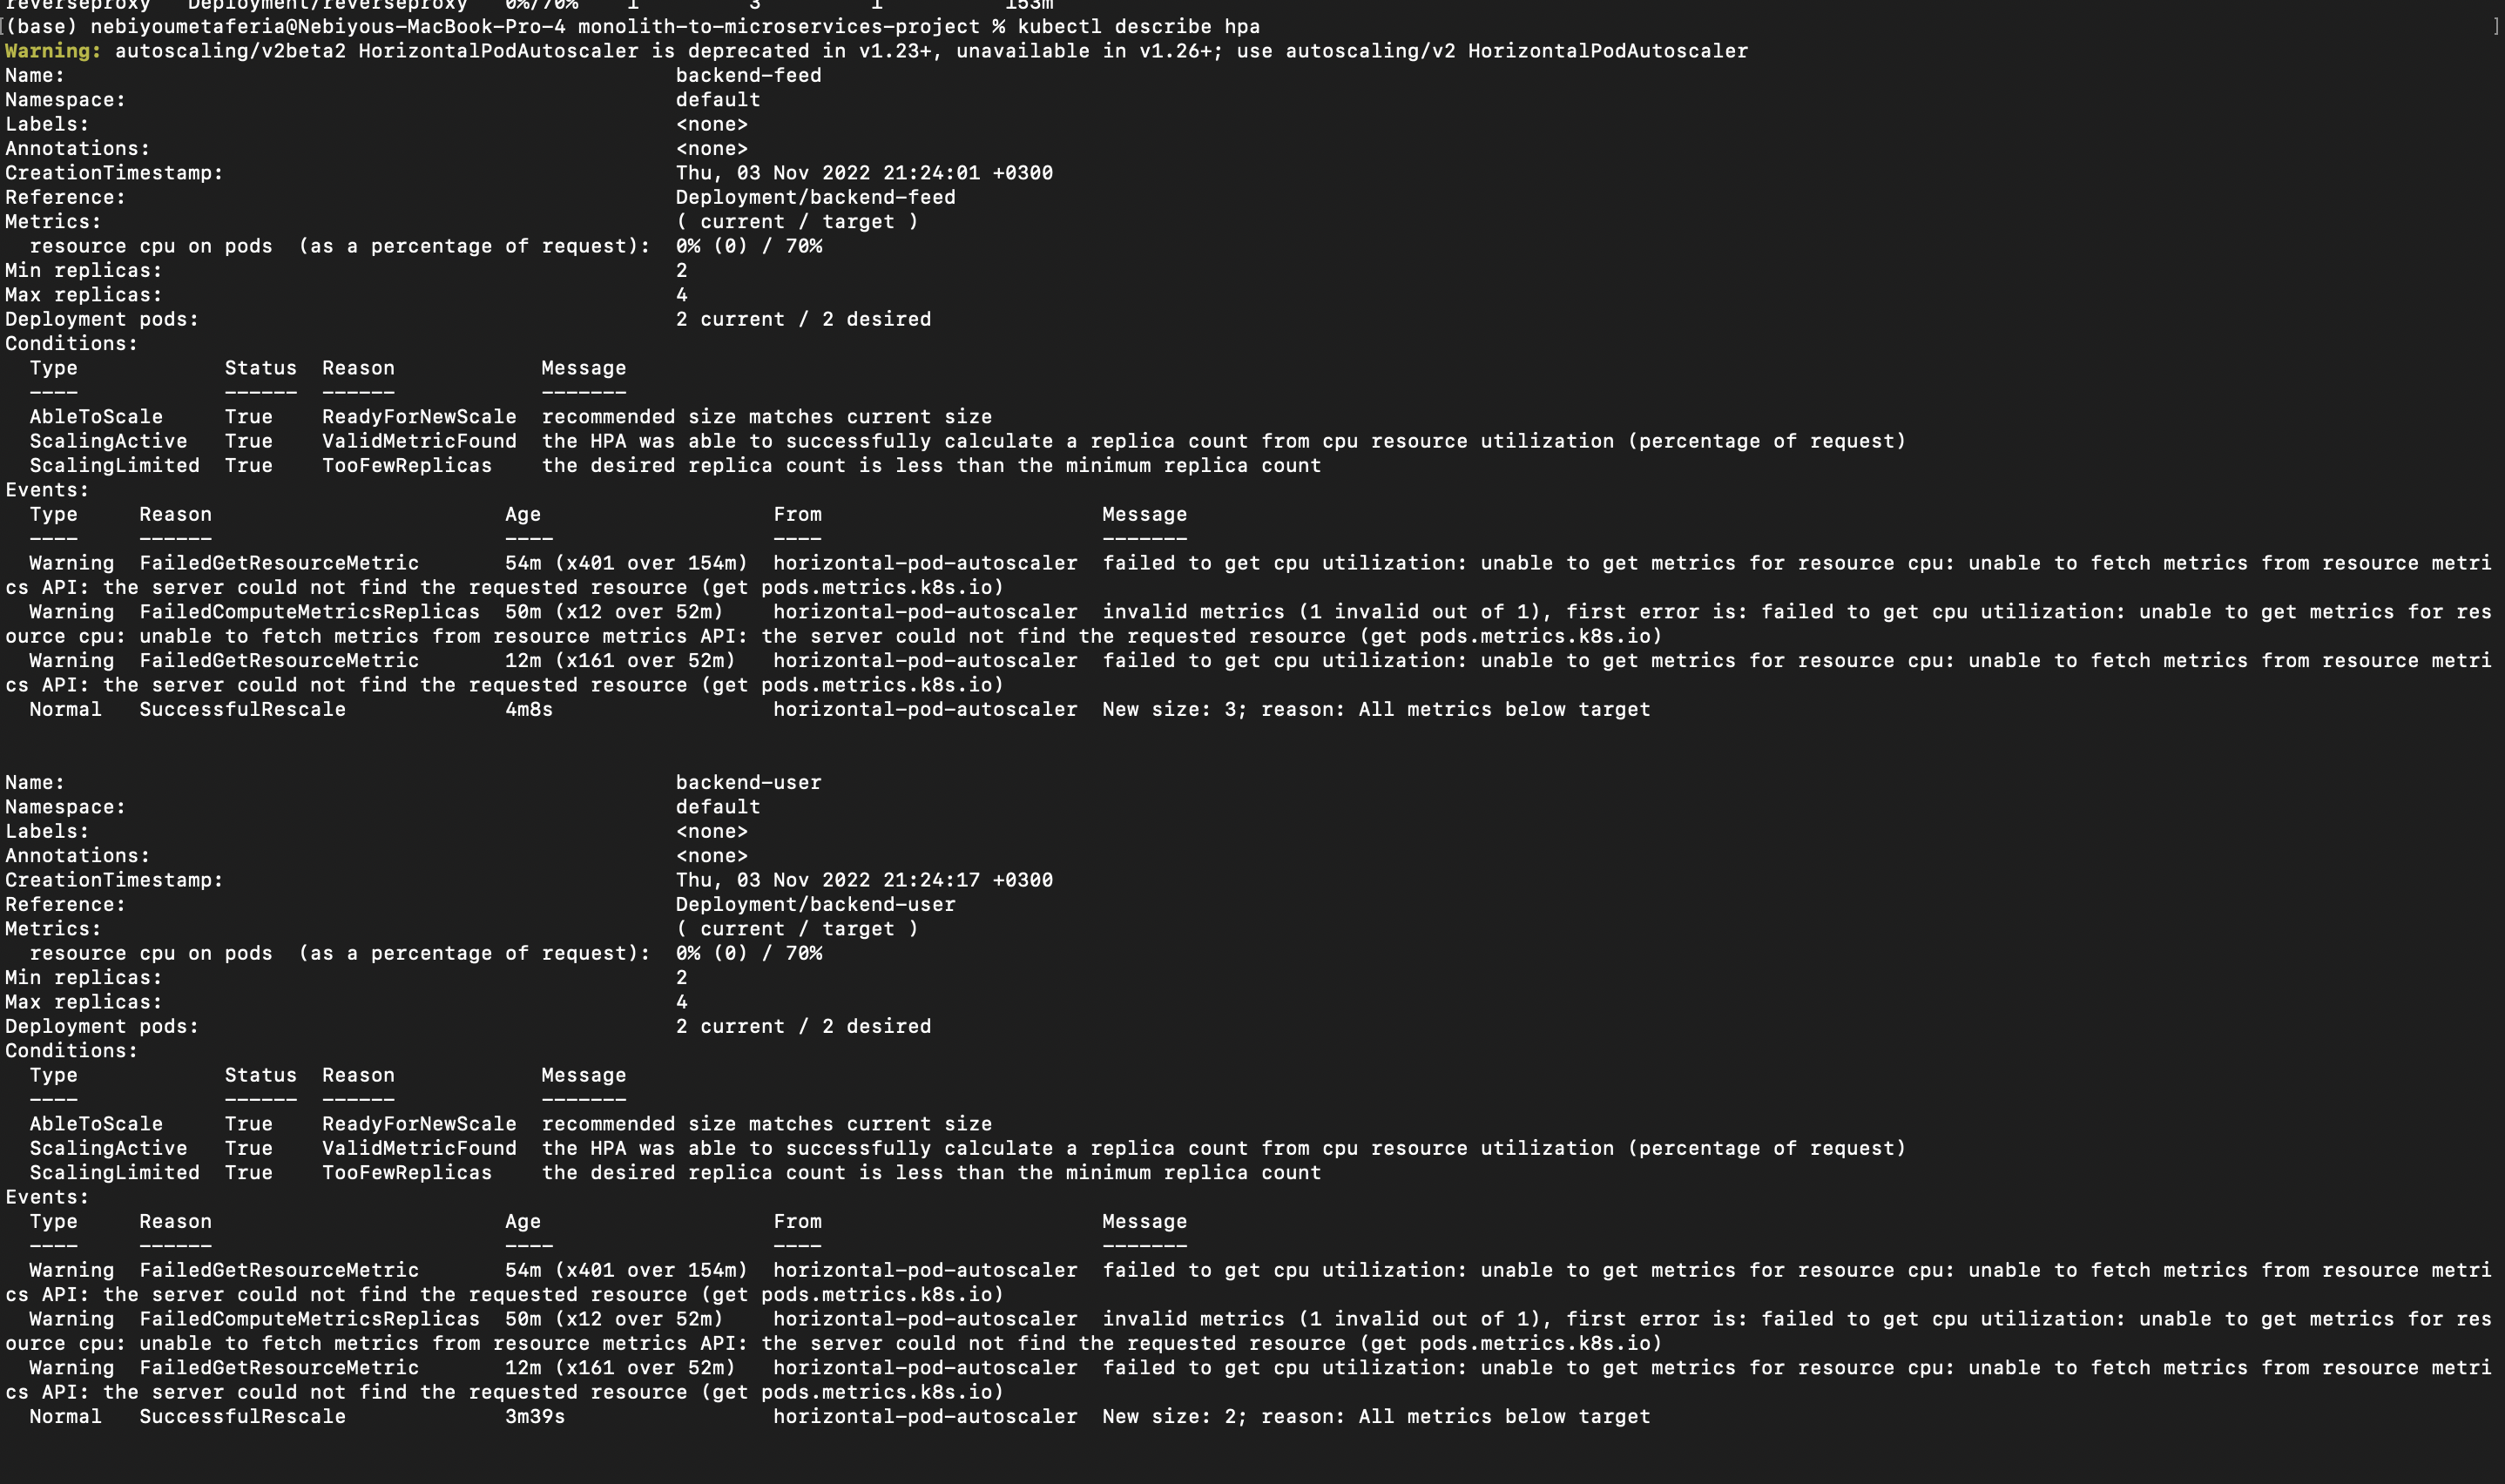 reverseproxy   Deployment/reverseproxy   0%/70%    1         3         1          153m
[(base) nebiyoumetaferia@Nebiyous-MacBook-Pro-4 monolith-to-microservices-project % kubectl describe hpa ]
Warning: autoscaling/v2beta2 HorizontalPodAutoscaler is deprecated in v1.23+, unavailable in v1.26+; use autoscaling/v2 HorizontalPodAutoscaler
Name:                                                  backend-feed
Namespace:                                             default
Labels:                                                <none>
Annotations:                                           <none>
CreationTimestamp:                                     Thu, 03 Nov 2022 21:24:01 +0300
Reference:                                             Deployment/backend-feed
Metrics:                                               ( current / target )
  resource cpu on pods  (as a percentage of request):  0% (0) / 70%
Min replicas:                                          2
Max replicas:                                          4
Deployment pods:                                       2 current / 2 desired
Conditions:
  Type            Status  Reason            Message
  ----            ------  ------            -------
  AbleToScale     True    ReadyForNewScale  recommended size matches current size
  ScalingActive   True    ValidMetricFound  the HPA was able to successfully calculate a replica count from cpu resource utilization (percentage of request)
  ScalingLimited  True    TooFewReplicas    the desired replica count is less than the minimum replica count
Events:
  Type     Reason                        Age                   From                       Message
  ----     ------                        ----                  ----                       -------
  Warning  FailedGetResourceMetric       54m (x401 over 154m)  horizontal-pod-autoscaler  failed to get cpu utilization: unable to get metrics for resource cpu: unable to fetch metrics from resource metri
cs API: the server could not find the requested resource (get pods.metrics.k8s.io)
  Warning  FailedComputeMetricsReplicas  50m (x12 over 52m)    horizontal-pod-autoscaler  invalid metrics (1 invalid out of 1), first error is: failed to get cpu utilization: unable to get metrics for res
ource cpu: unable to fetch metrics from resource metrics API: the server could not find the requested resource (get pods.metrics.k8s.io)
  Warning  FailedGetResourceMetric       12m (x161 over 52m)   horizontal-pod-autoscaler  failed to get cpu utilization: unable to get metrics for resource cpu: unable to fetch metrics from resource metri
cs API: the server could not find the requested resource (get pods.metrics.k8s.io)
  Normal   SuccessfulRescale             4m8s                  horizontal-pod-autoscaler  New size: 3; reason: All metrics below target
Name:                                                  backend-user
Namespace:                                             default
Labels:                                                <none>
Annotations:                                           <none>
CreationTimestamp:                                     Thu, 03 Nov 2022 21:24:17 +0300
Reference:                                             Deployment/backend-user
Metrics:                                               ( current / target )
  resource cpu on pods  (as a percentage of request):  0% (0) / 70%
Min replicas:                                          2
Max replicas:                                          4
Deployment pods:                                       2 current / 2 desired
Conditions:
  Type            Status  Reason            Message
  ----            ------  ------            -------
  AbleToScale     True    ReadyForNewScale  recommended size matches current size
  ScalingActive   True    ValidMetricFound  the HPA was able to successfully calculate a replica count from cpu resource utilization (percentage of request)
  ScalingLimited  True    TooFewReplicas    the desired replica count is less than the minimum replica count
Events:
  Type     Reason                        Age                   From                       Message
  ----     ------                        ----                  ----                       -------
  Warning  FailedGetResourceMetric       54m (x401 over 154m)  horizontal-pod-autoscaler  failed to get cpu utilization: unable to get metrics for resource cpu: unable to fetch metrics from resource metri
cs API: the server could not find the requested resource (get pods.metrics.k8s.io)
  Warning  FailedComputeMetricsReplicas  50m (x12 over 52m)    horizontal-pod-autoscaler  invalid metrics (1 invalid out of 1), first error is: failed to get cpu utilization: unable to get metrics for res
ource cpu: unable to fetch metrics from resource metrics API: the server could not find the requested resource (get pods.metrics.k8s.io)
  Warning  FailedGetResourceMetric       12m (x161 over 52m)   horizontal-pod-autoscaler  failed to get cpu utilization: unable to get metrics for resource cpu: unable to fetch metrics from resource metri
cs API: the server could not find the requested resource (get pods.metrics.k8s.io)
  Normal   SuccessfulRescale             3m39s                 horizontal-pod-autoscaler  New size: 2; reason: All metrics below target